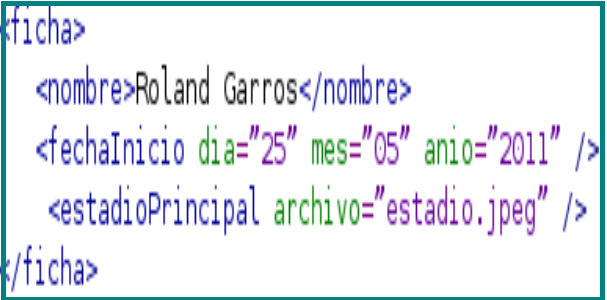 <ficha>
<nombre>Roland Garros</nombre>
<fechaInicio dia="25" mes="05" anio="2011" />
<estadioPrincipal archivo="estadio.jpeg" />
</ficha>